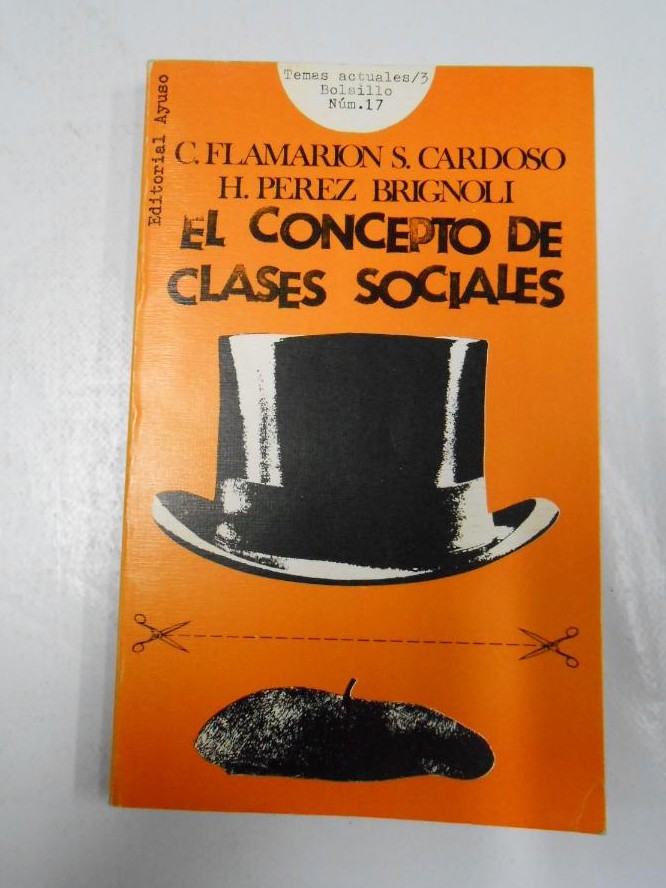 Temas actuales/3
Bolsillo
Núm.17
Editorial Ayuso
C. FLAMARION S. CARDOSO
H. PEREZ BRIGNOLI
EL CONCEPTO DE
CLASES SOCIALES